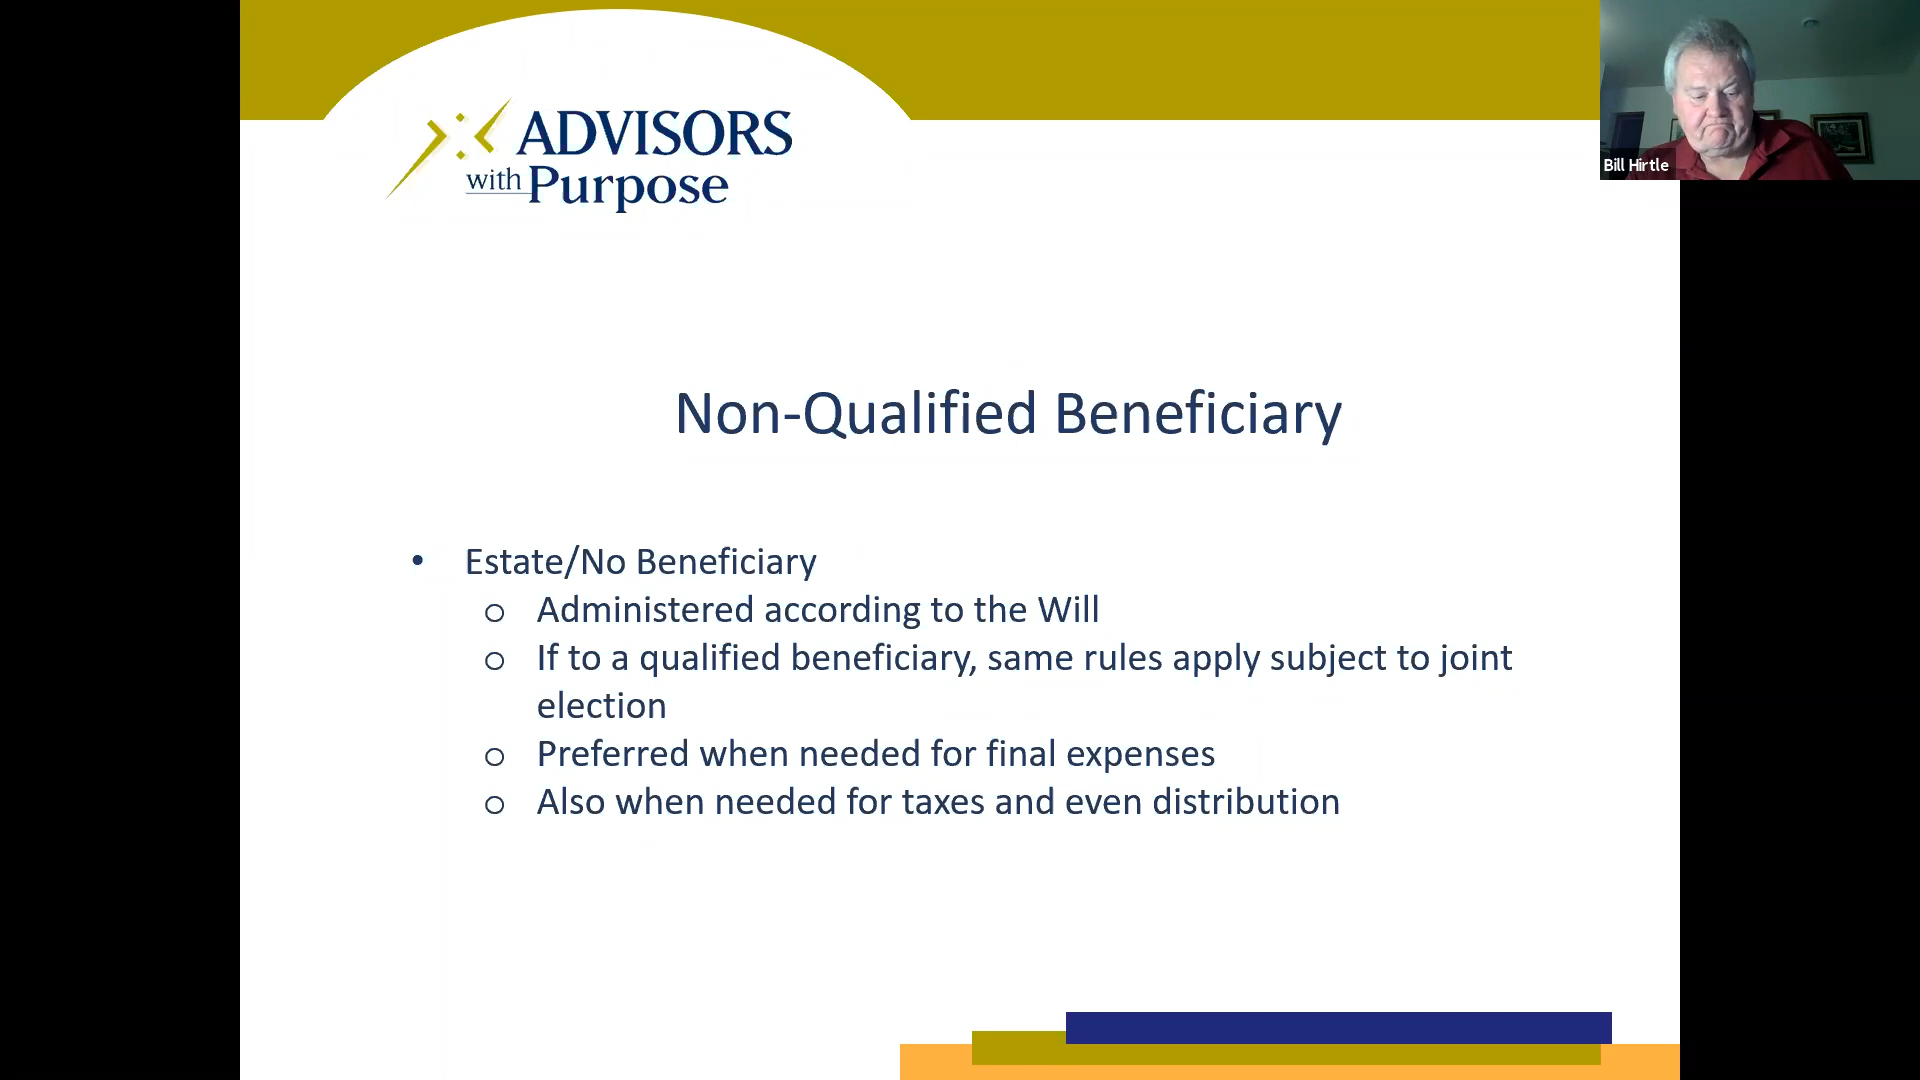 ADVISORS
with Purpose
Bill Hirtle
Non-Qualified Beneficiary
• Estate/No Beneficiary
o Administered according to the Will
o If to a qualified beneficiary, same rules apply subject to joint
election
o Preferred when needed for final expenses
o Also when needed for taxes and even distribution